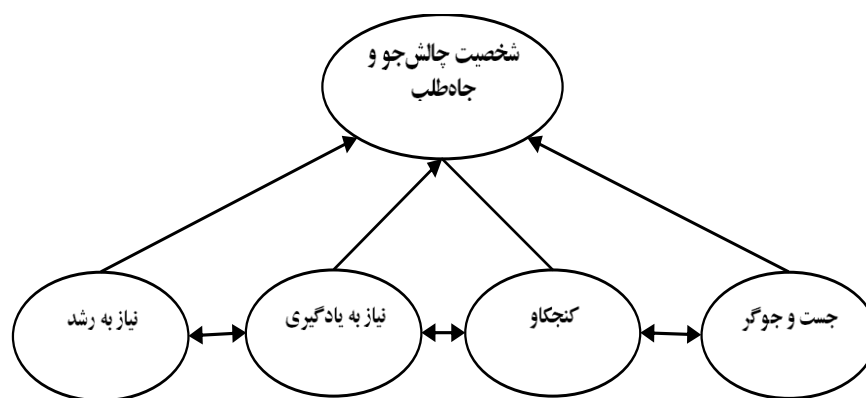 شخصیت چالش‌جو و
جاه‌طلب
جست و جوگر
کنجکاو
نیاز به یادگیری
نیاز به رشد